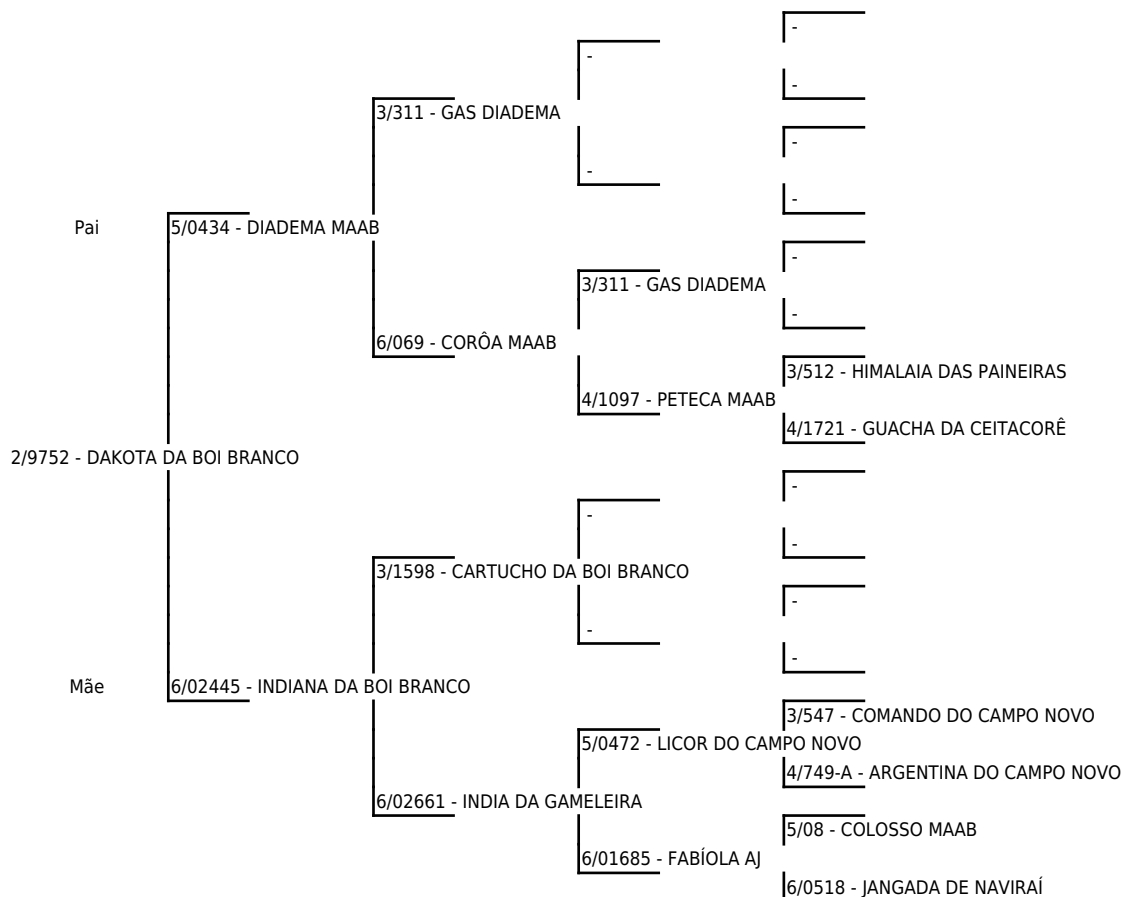 -
-
-
3/311 - GAS DIADEMA
-
-
-
Pai
5/0434 - DIADEMA MAAB
-
3/311 - GAS DIADEMA
-
6/069 - CORÔA MAAB
3/512 - HIMALAIA DAS PAINEIRAS
4/1097 - PETECA MAAB
4/1721 - GUACHA DA CEITACORÊ
2/9752 - DAKOTA DA BOI BRANCO
-
-
-
3/1598 - CARTUCHO DA BOI BRANCO
-
-
-
Mãe
6/02445 - INDIANA DA BOI BRANCO
3/547 - COMANDO DO CAMPO NOVO
5/0472 - LICOR DO CAMPO NOVO
4/749-A - ARGENTINA DO CAMPO NOVO
6/02661 - INDIA DA GAMELEIRA
5/08 - COLOSSO MAAB
6/01685 - FABÍOLA AJ
6/0518 - JANGADA DE NAVIRAÍ